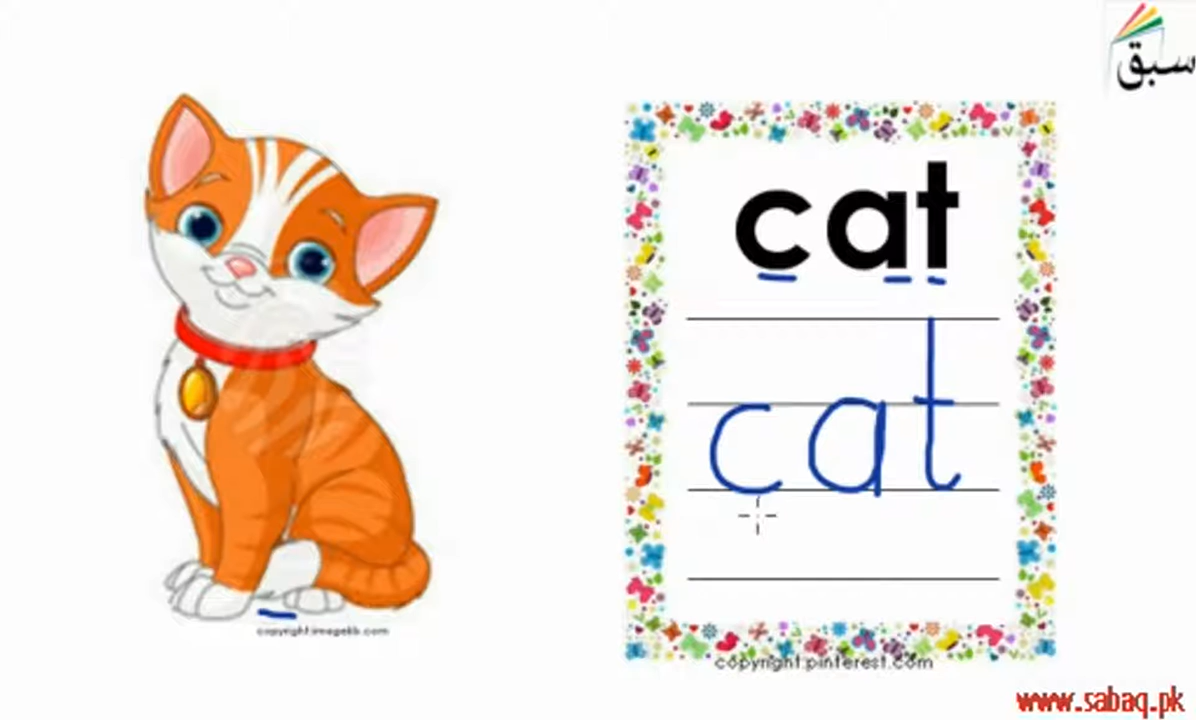 سبق
cat
cat
copyright:imagekb.com
copyright:pinterest.com
www.sabaq.pk